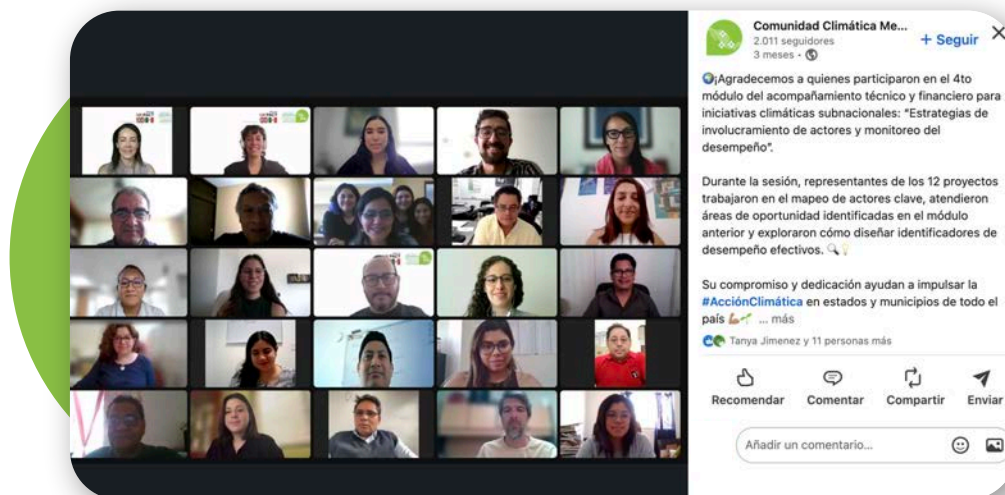 Comunidad Climática Me...
2.011 seguidores
3 meses •
+ Seguir
¡Agradecemos a quienes participaron en el 4to
módulo del acompañamiento técnico y financiero para
iniciativas climáticas subnacionales: "Estrategias de
involucramiento de actores y monitoreo del
desempeño".
Durante la sesión, representantes de los 12 proyectos
trabajaron en el mapeo de actores clave, atendieron
áreas de oportunidad identificadas en el módulo
anterior y exploraron cómo diseñar identificadores de
desempeño efectivos.
Su compromiso y dedicación ayudan a impulsar la
#AcciónClimática en estados y municipios de todo el
país ... más
Tanya Jimenez y 11 personas más
Recomendar
Comentar
Compartir
Enviar
Añadir un comentario...